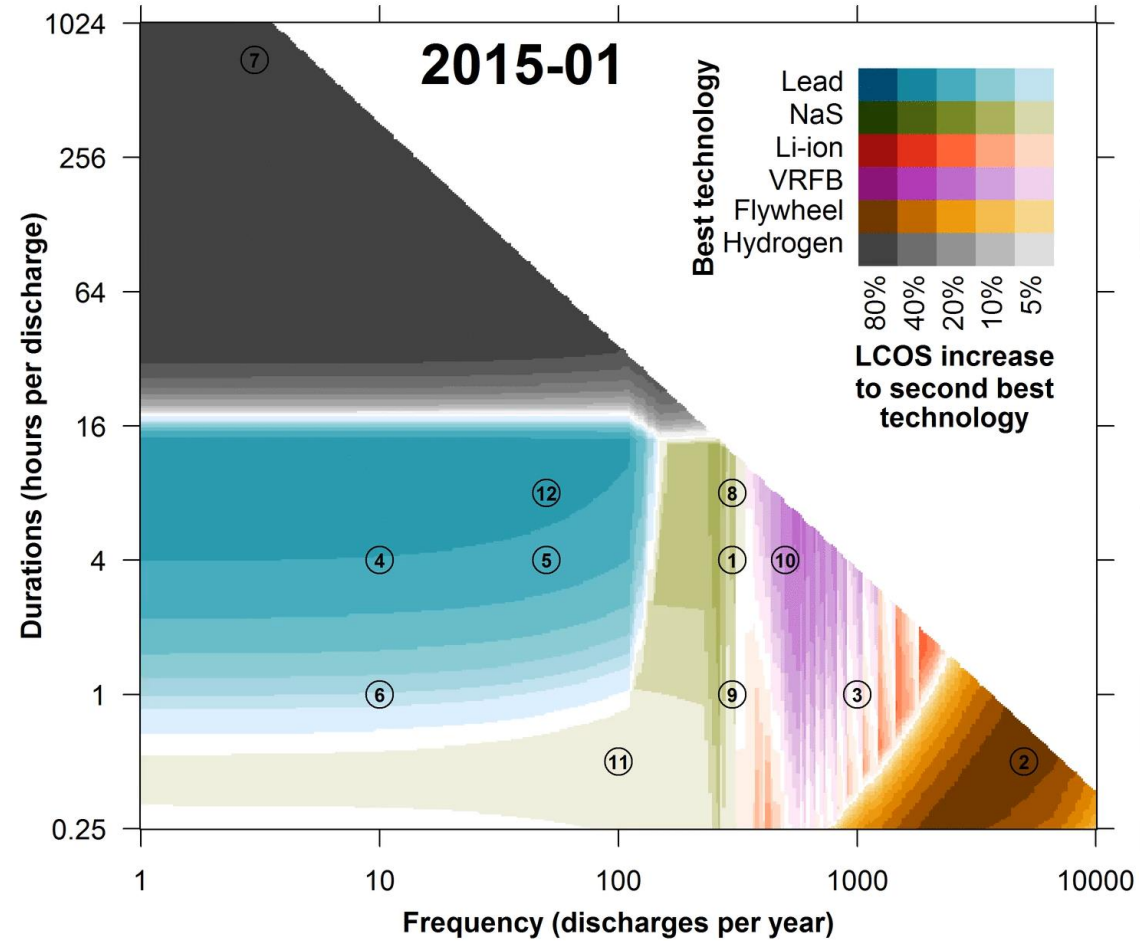 2015-01
Best technology
Lead
NaS
Li-ion
VRFB
Flywheel
Hydrogen
80%
40%
20%
10%
5%
LCOS increase
to second best
technology
Durations (hours per discharge)
1024
256
64
16
4
1
0.25
7
12
8
4
5
1
10
6
9
3
11
2
1
10
100
1000
10000
Frequency (discharges per year)